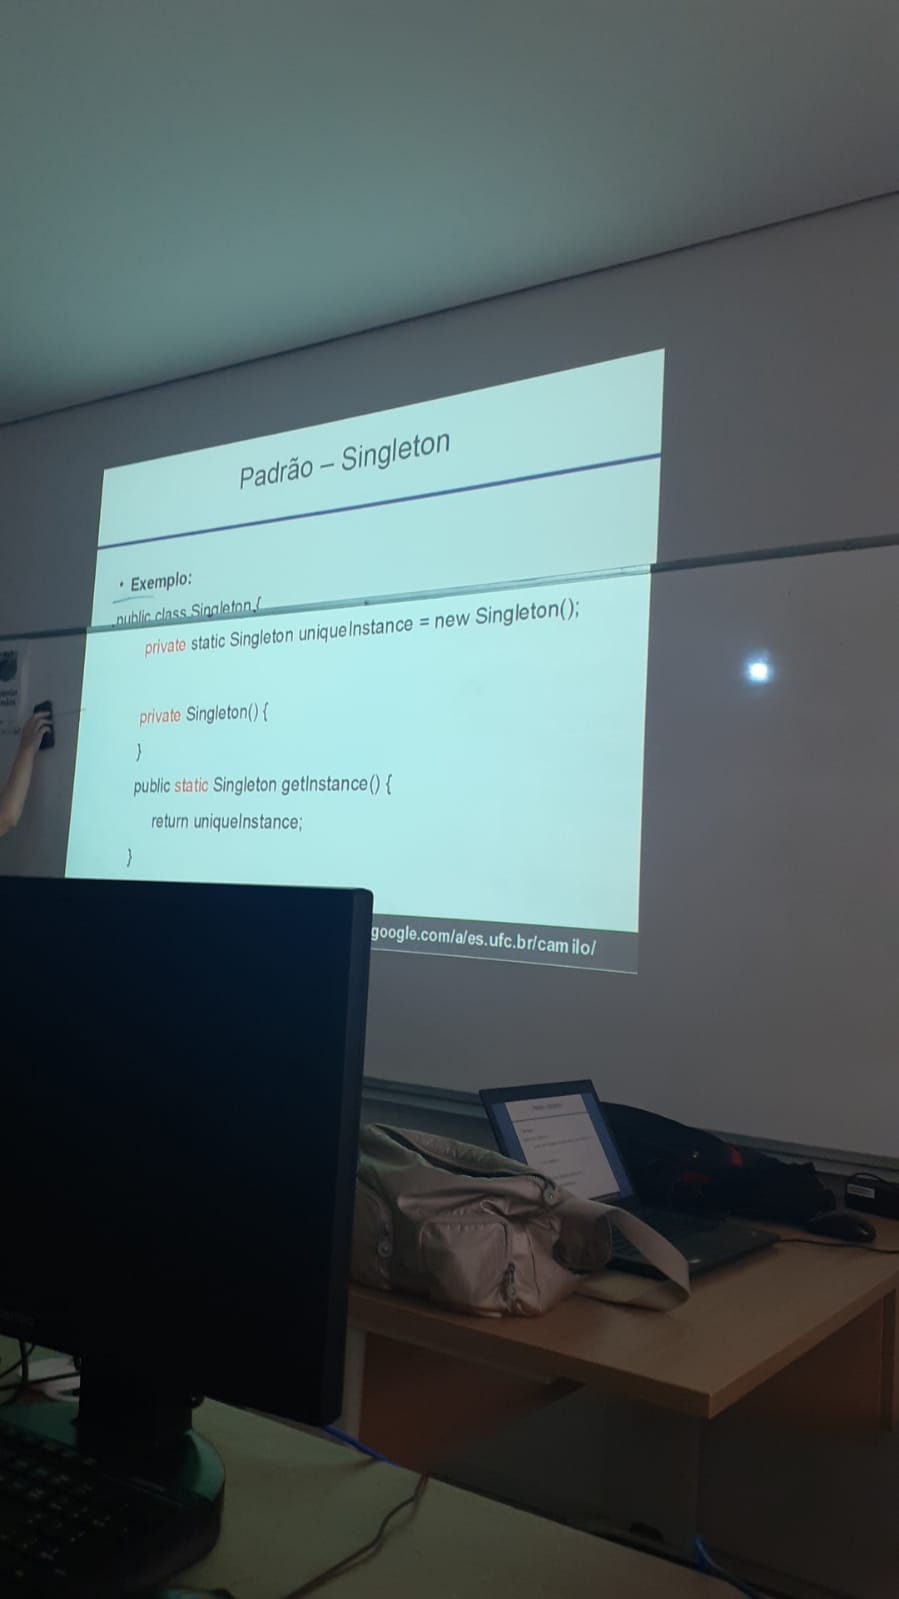 Padrão – Singleton
• Exemplo:
public class Singleton {
private static Singleton uniqueInstance = new Singleton();
private Singleton() {
}
public static Singleton getInstance() {
return uniqueInstance;
}
google.com/a/es.ufc.br/camilo/